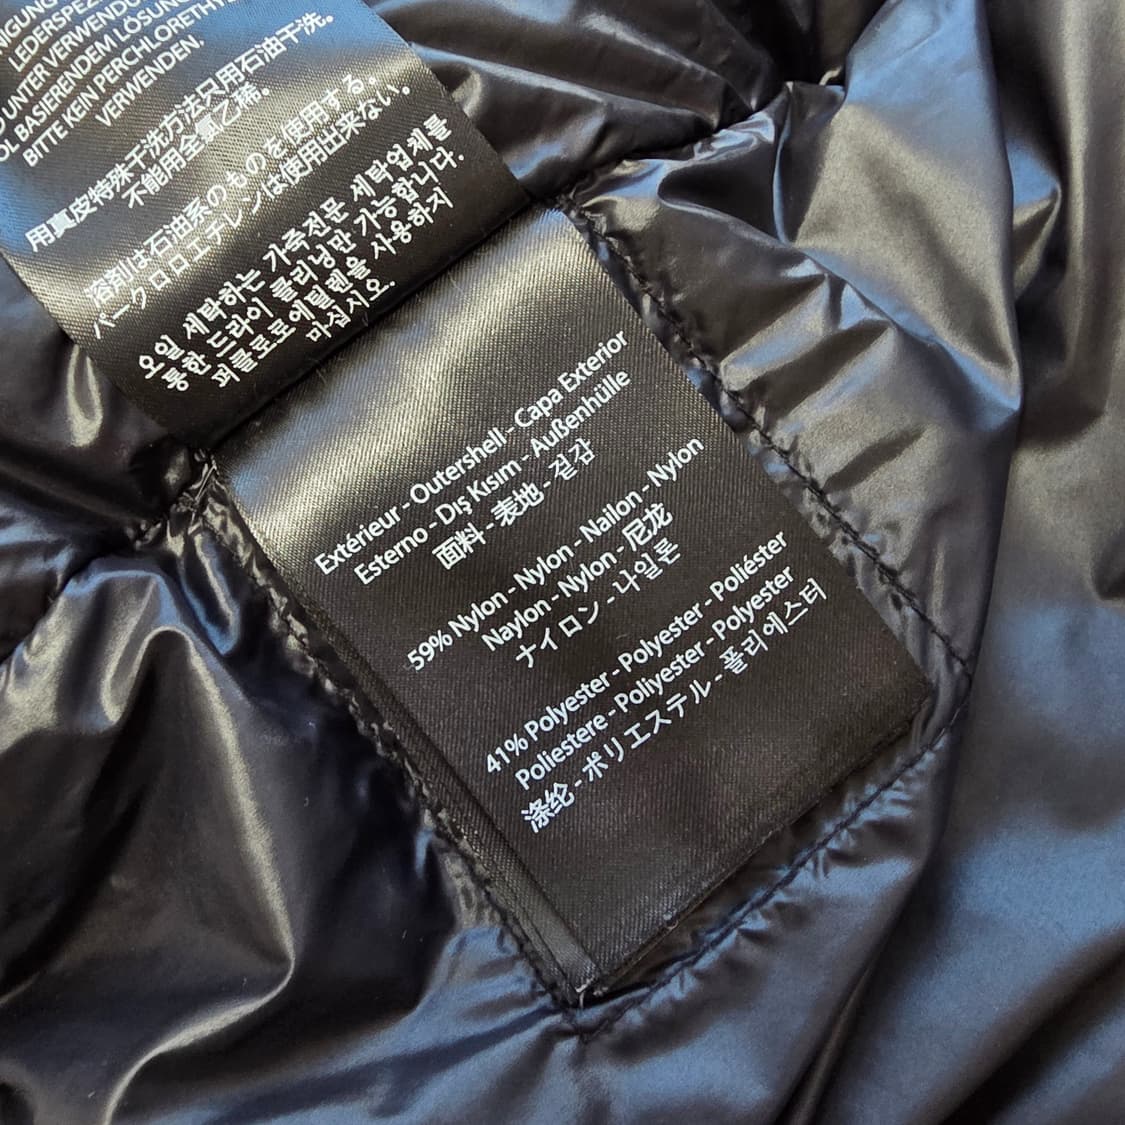 LEDERSPEZ
UNTER VERWENDU
BASIERENDEM LÖSUN
BITTE KEIN PERCHLORETHY
VERWENDEN.
用真皮特殊干洗方法只用石油干洗。
不能用全氯乙稀。
溶剤は石油系のものを使用する。
パークロロエチレンは使用出来ない。
오일 세탁하는 가죽전문 세탁업체를
통한 드라이 클리닝만 가능합니다.
퍼클로로에틸렌을 사용하지
마십시오.
Extérieur - Outershell - Capa Exterior
Esterno - Dış Kısım - Außenhülle
面料 - 表地 - 겉감
59% Nylon - Nylon - Nailon - Nylon
Naylon - Nylon - 尼龙
ナイロン - 나일론
41% Polyester - Polyester - Poliéster
Poliestere - Poliyester - Polyester
涤纶 - ポリエステル - 폴리에스터